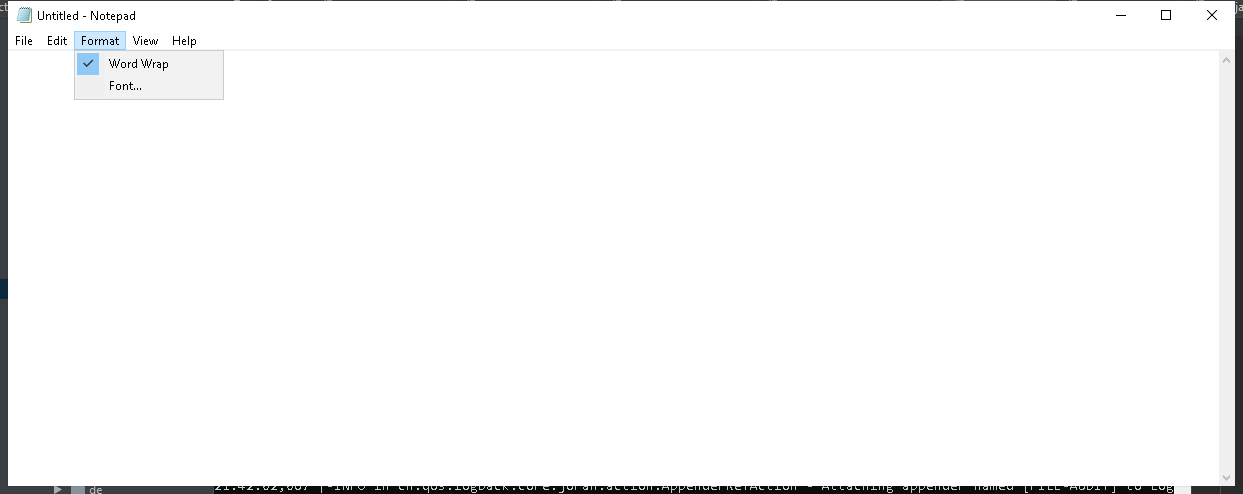 Untitled - Notepad
File Edit Format View Help
Word Wrap
Font...
de
21:42:02,087 |-INFO in ch.qos.logback.core.joran.action.AppenderRefAction - Attaching appender named [FILE-AUDIT] to Log